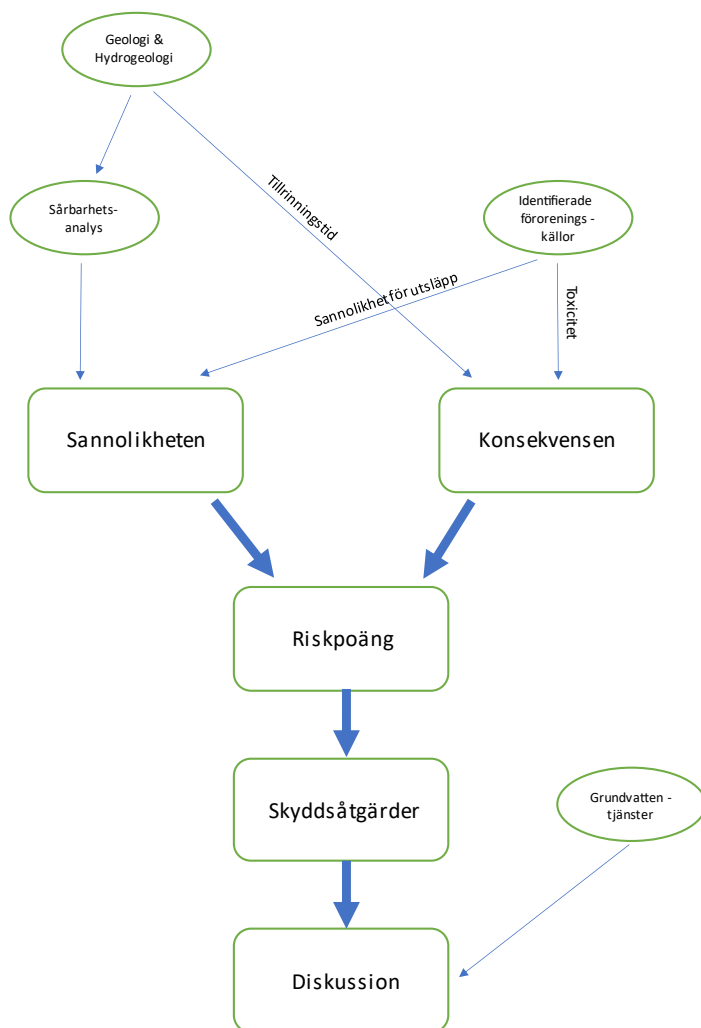 Geologi &
Hydrogeologi
Tillrinningstid
Sårbarhets-
analys
Identifierade
förorenings -
källor
Sannolikhet för utsläpp
Toxicitet
Sannolikheten
Konsekvensen
Riskpoäng
Skyddsåtgärder
Grundvatten -
tjänster
Diskussion